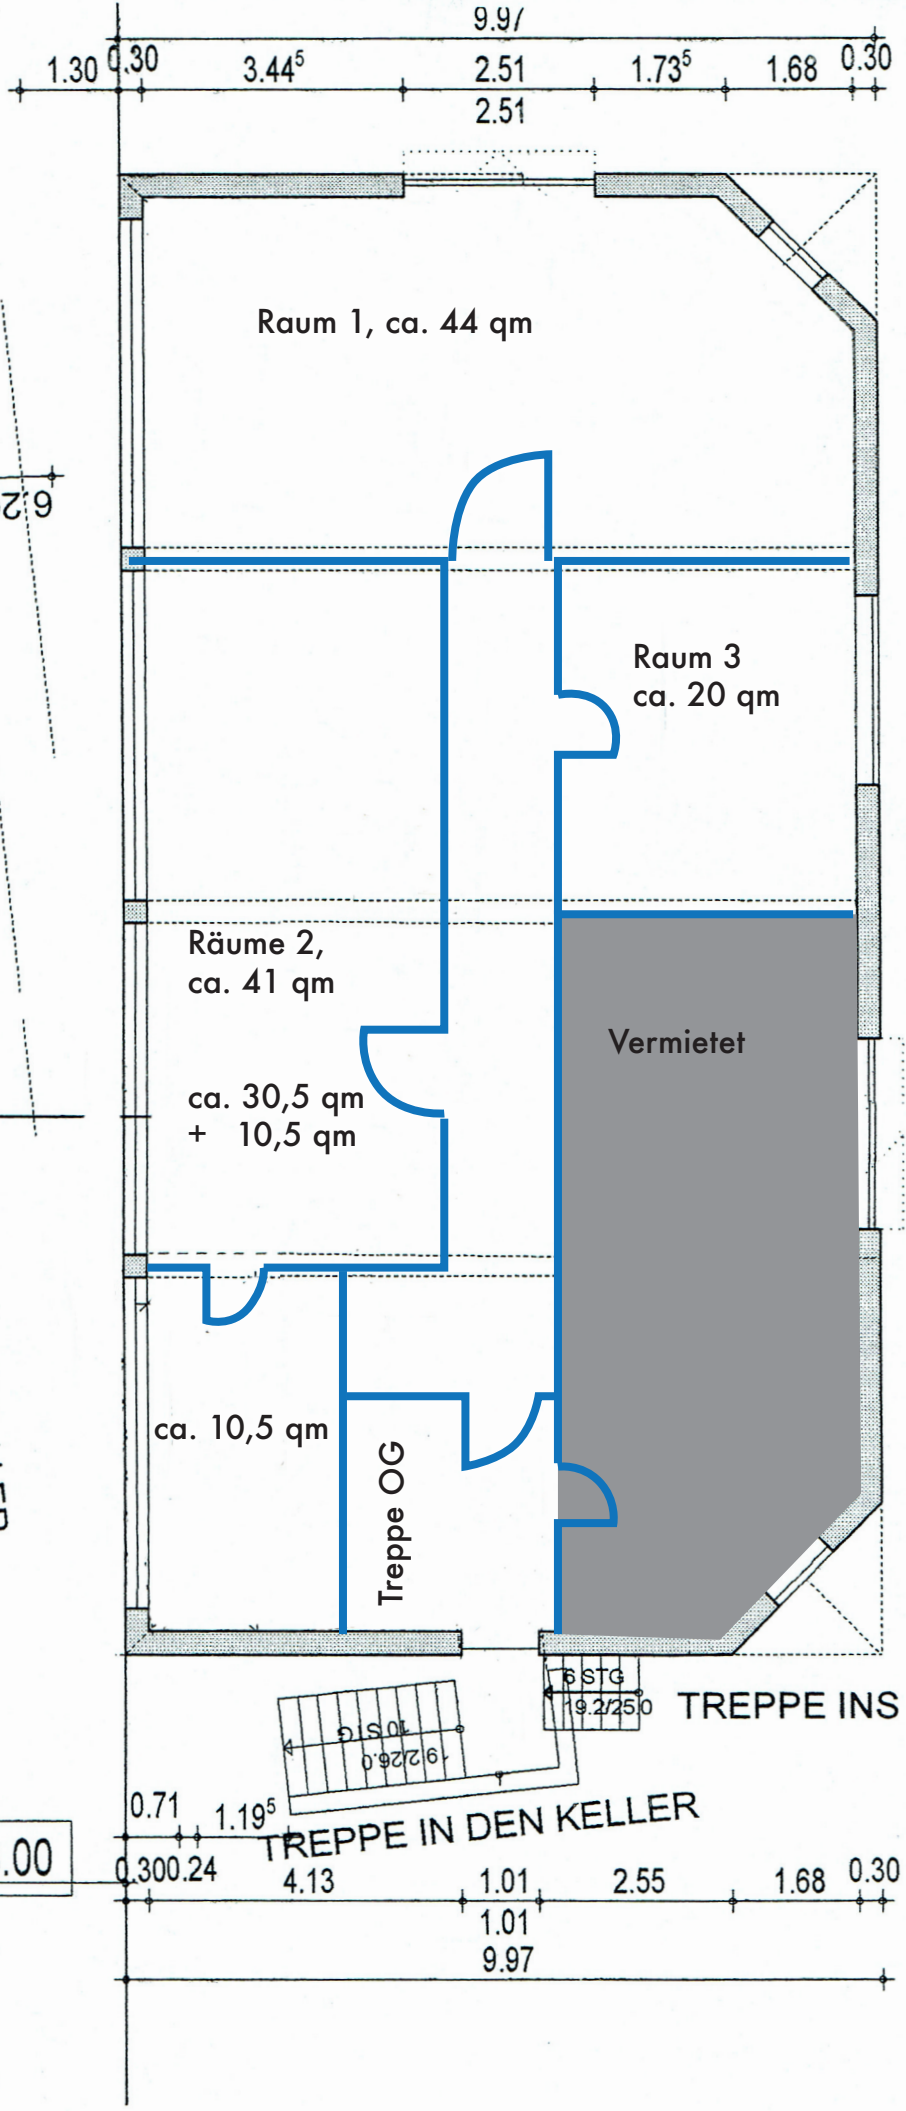 9.97
1.30 0.30 3.44⁵ 2.51 1.73⁵ 1.68 0.30
2.51
Raum 1, ca. 44 qm
Raum 3
ca. 20 qm
Räume 2,
ca. 41 qm
Vermietet
ca. 30,5 qm
+ 10,5 qm
ca. 10,5 qm
Treppe OG
6 STG
19.2/25.0
TREPPE INS
10 STG
19.2/26.0
TREPPE IN DEN KELLER
0.71 1.19⁵
.00
0.30 0.24 4.13 1.01 2.55 1.68 0.30
1.01
9.97